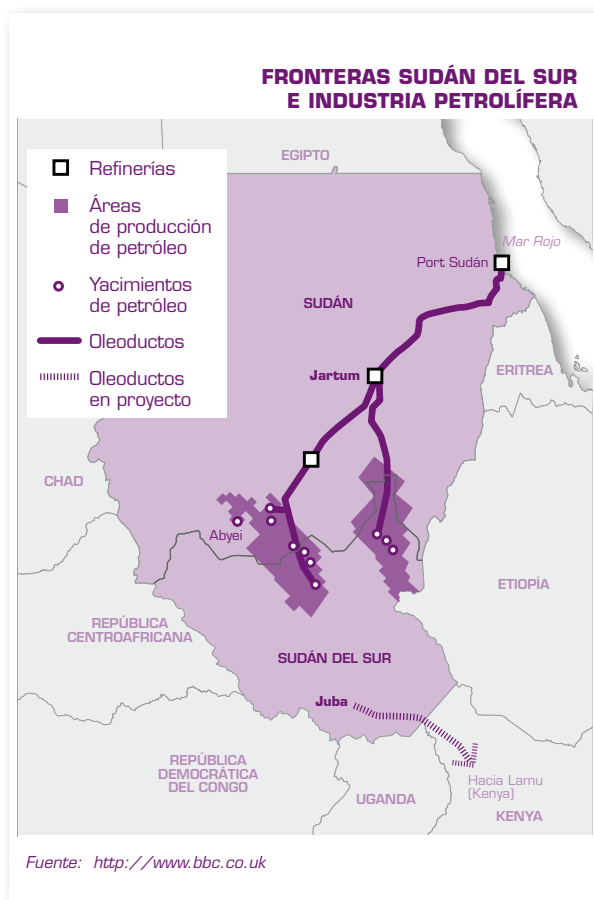 FRONTERAS SUDÁN DEL SUR
E INDUSTRIA PETROLÍFERA
EGIPTO
Refinerías
Áreas
de producción
de petróleo
Yacimientos
de petróleo
Oleoductos
Oleoductos
en proyecto
Mar Rojo
Port Sudán
SUDÁN
Jartum
ERITREA
CHAD
Abyei
ETIOPÍA
REPÚBLICA
CENTROAFRICANA
SUDÁN DEL SUR
Juba
REPÚBLICA
DEMOCRÁTICA
DEL CONGO
Hacia Lamu
(Kenya)
UGANDA
KENYA
Fuente: http://www.bbc.co.uk